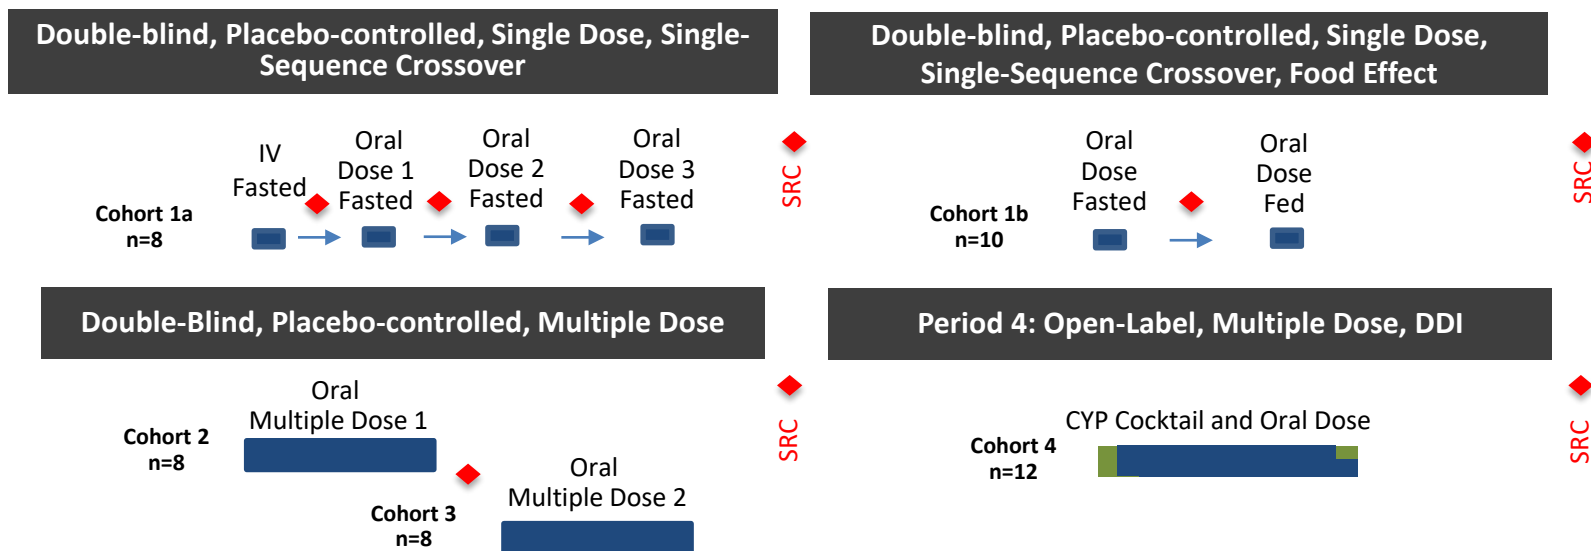 Double-blind, Placebo-controlled, Single Dose, Single-
Sequence Crossover
IV
Fasted
Oral
Dose 1
Fasted
Oral
Dose 2
Fasted
Oral
Dose 3
Fasted
SRC
Cohort 1a
n=8
Double-blind, Placebo-controlled, Single Dose,
Single-Sequence Crossover, Food Effect
Oral
Dose
Fasted
Oral
Dose
Fed
SRC
Cohort 1b
n=10
Double-Blind, Placebo-controlled, Multiple Dose
Oral
Multiple Dose 1
Cohort 2
n=8
SRC
Oral
Multiple Dose 2
Cohort 3
n=8
Period 4: Open-Label, Multiple Dose, DDI
CYP Cocktail and Oral Dose
Cohort 4
n=12
SRC